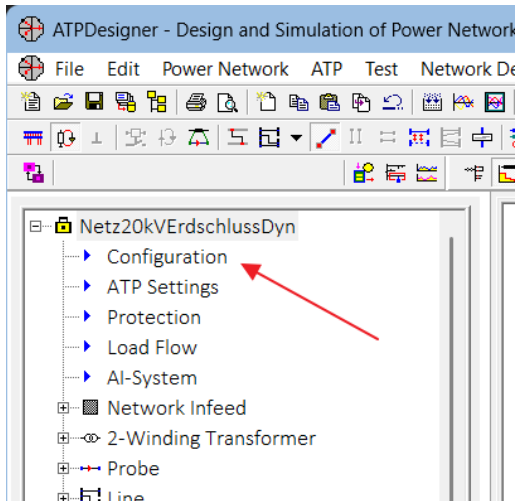 ATPDesigner - Design and Simulation of Power Network
File Edit Power Network ATP Test Network De
Netz20kVErdschlussDyn
Configuration
ATP Settings
Protection
Load Flow
AI-System
Network Infeed
2-Winding Transformer
Probe
Line